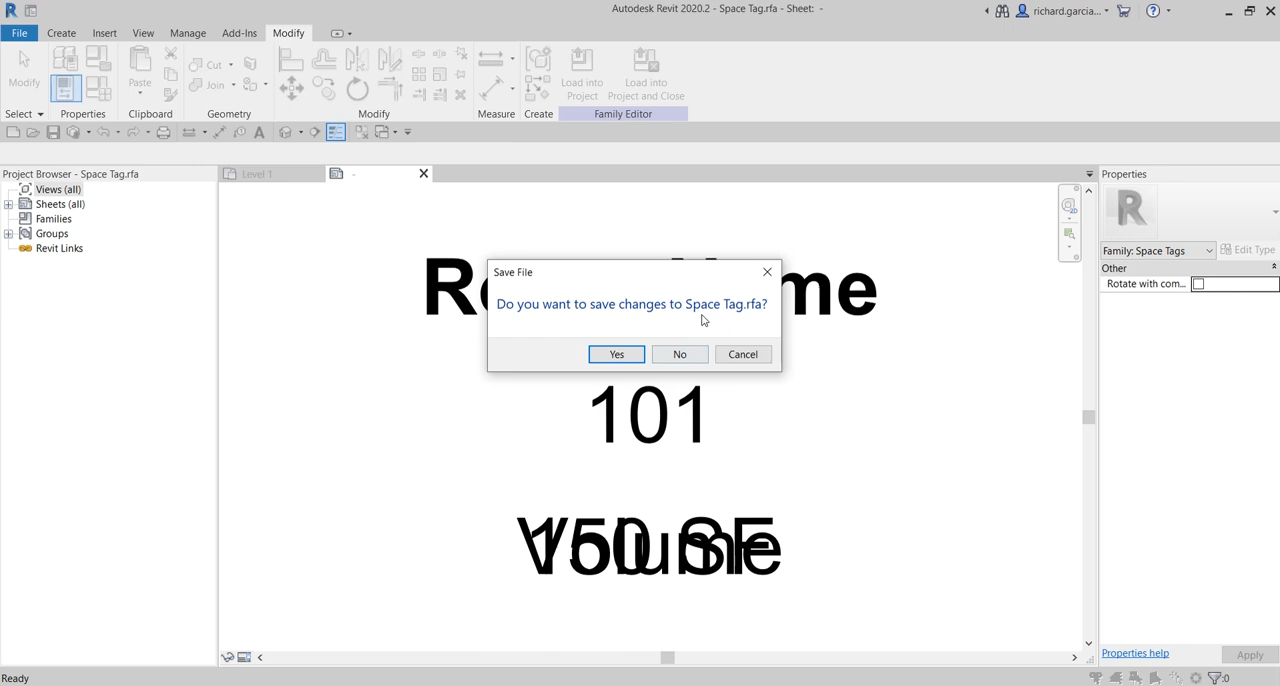 Autodesk Revit 2020.2 - Space Tag.rfa - Sheet: -
richard.garcia...
File Create Insert View Manage Add-Ins Modify
Cut
Join
Modify Paste Load into Project Load into Project and Close
Select Properties Clipboard Geometry Modify Measure Create Family Editor
Project Browser - Space Tag.rfa
Level 1
-
Properties
Views (all)
Sheets (all)
Families
Groups
Revit Links
Family: Space Tags
Edit Type
Other
Rotate with com...
Save File
Do you want to save changes to Space Tag.rfa?
Yes No Cancel
101
Volume
150 SF
Properties help
Apply
Ready
:0